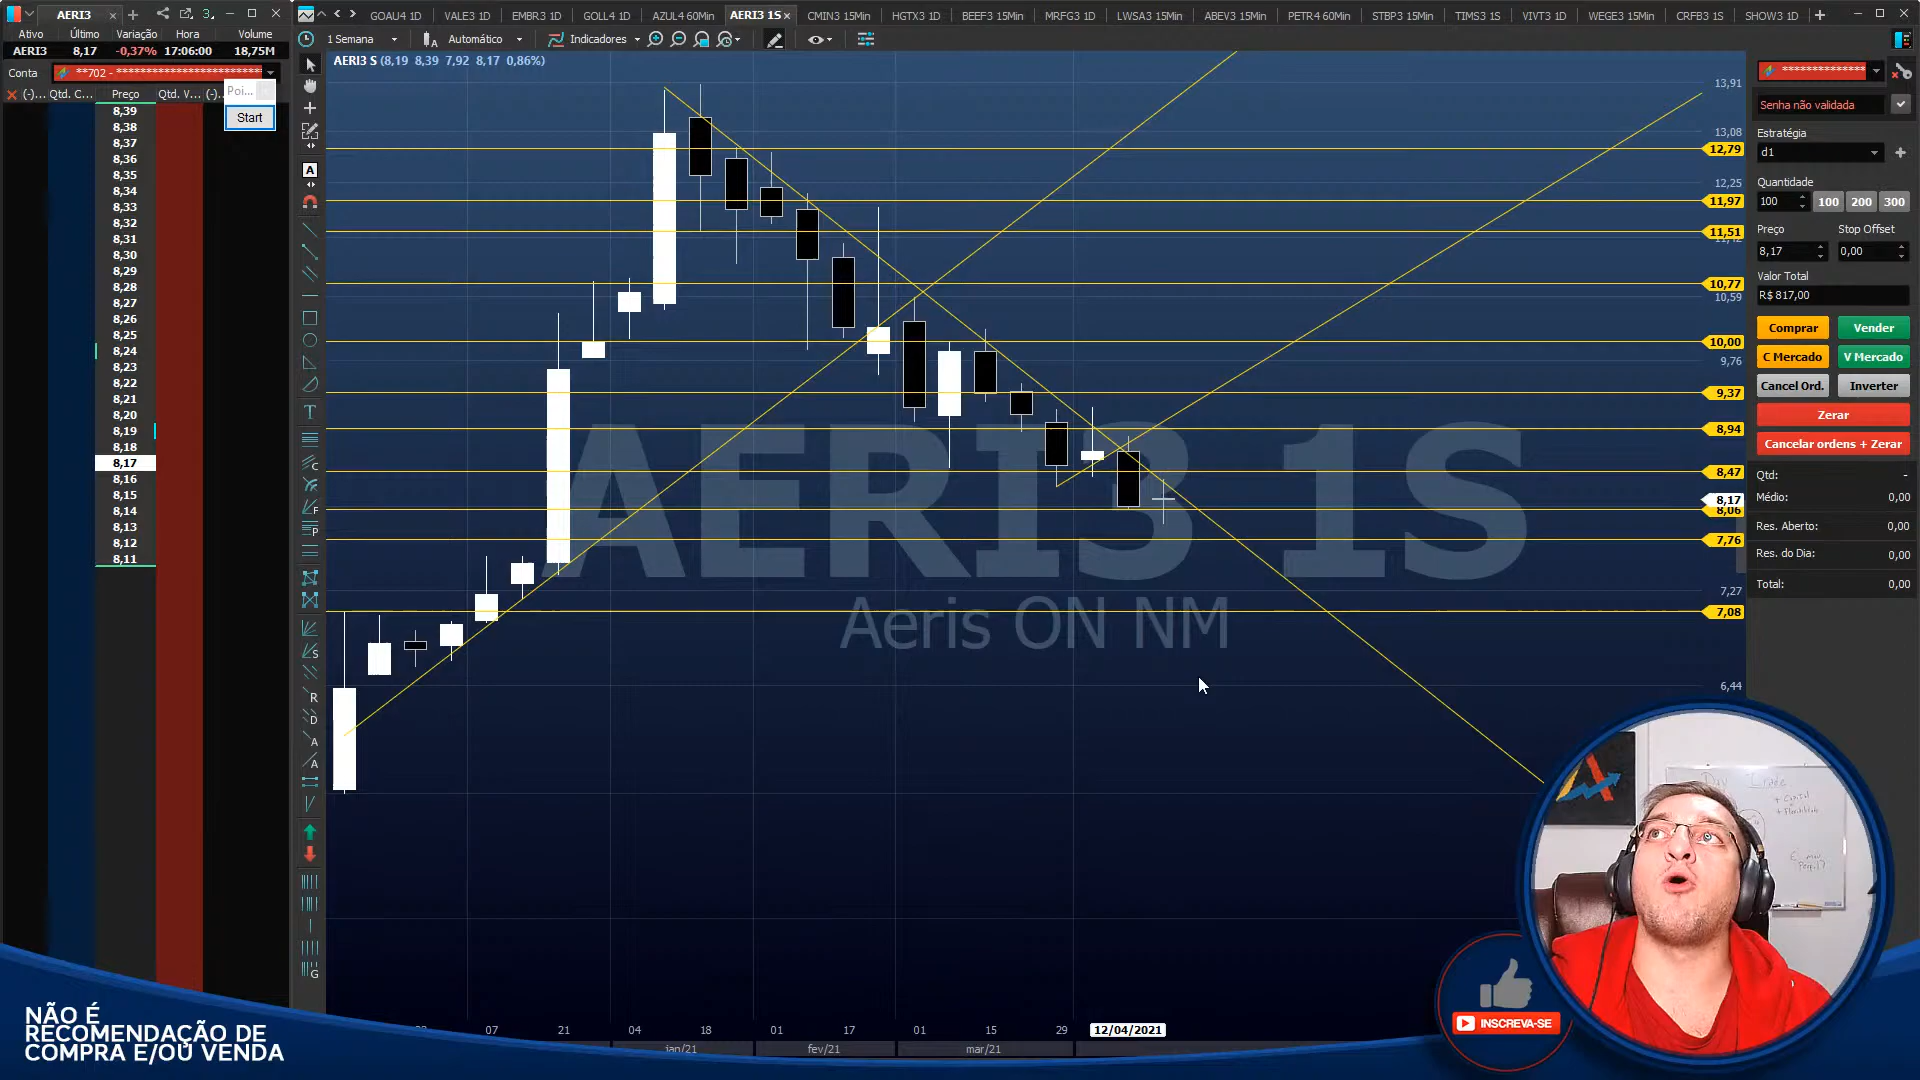 AERI3 3.
Ativo Último Variação Hora Volume
AERI3 8,17 -0,37% 17:06:00 18,75M
Conta **702 - ************************
(-)... Qtd. C... Preço Qtd. V... (-)...
Poi...
Start
8,39
8,38
8,37
8,36
8,35
8,34
8,33
8,32
8,31
8,30
8,29
8,28
8,27
8,26
8,25
8,24
8,23
8,22
8,21
8,20
8,19
8,18
8,17
8,16
8,15
8,14
8,13
8,12
8,11
GOAU4 1D VALE3 1D EMBR3 1D GOLL4 1D AZUL4 60Min AERI3 1S CMIN3 15Min HGTX3 1D BEEF3 15Min MRFG3 1D LWSA3 15Min ABEV3 15Min PETR4 60Min STBP3 15Min TIMS3 1S VIVT3 1D WEGE3 15Min CRFB3 1S SHOW3 1D
1 Semana Automático Indicadores
AERI3 S (8,19 8,39 7,92 8,17 0,86%)
AERI3 1S
Aeris ON NM
13,91
13,08
12,79
12,25
11,97
11,51
11,42
10,77
10,59
10,00
9,76
9,37
8,94
8,47
8,17
8,06
7,76
7,27
7,08
6,44
07 21 04 18 01 17 01 15 29 12/04/2021
jan/21 fev/21 mar/21
***************
Senha não validada
Estratégia
d1
Quantidade
100 100 200 300
Preço Stop Offset
8,17 0,00
Valor Total
R$ 817,00
Comprar Vender
C Mercado V Mercado
Cancel Ord. Inverter
Zerar
Cancelar ordens + Zerar
Qtd: -
Médio: 0,00
Res. Aberto: 0,00
Res. do Dia: 0,00
Total: 0,00
NÃO É
RECOMENDAÇÃO DE
COMPRA E/OU VENDA
INSCREVA-SE